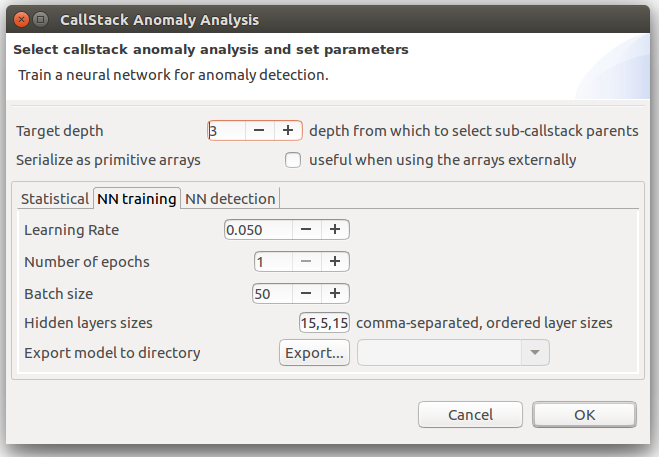 CallStack Anomaly Analysis
Select callstack anomaly analysis and set parameters
Train a neural network for anomaly detection.
Target depth 3 − + depth from which to select sub-callstack parents
Serialize as primitive arrays useful when using the arrays externally
Statistical NN training NN detection
Learning Rate 0.050 − +
Number of epochs 1 − +
Batch size 50 − +
Hidden layers sizes 15,5,15 comma-separated, ordered layer sizes
Export model to directory Export...
Cancel OK